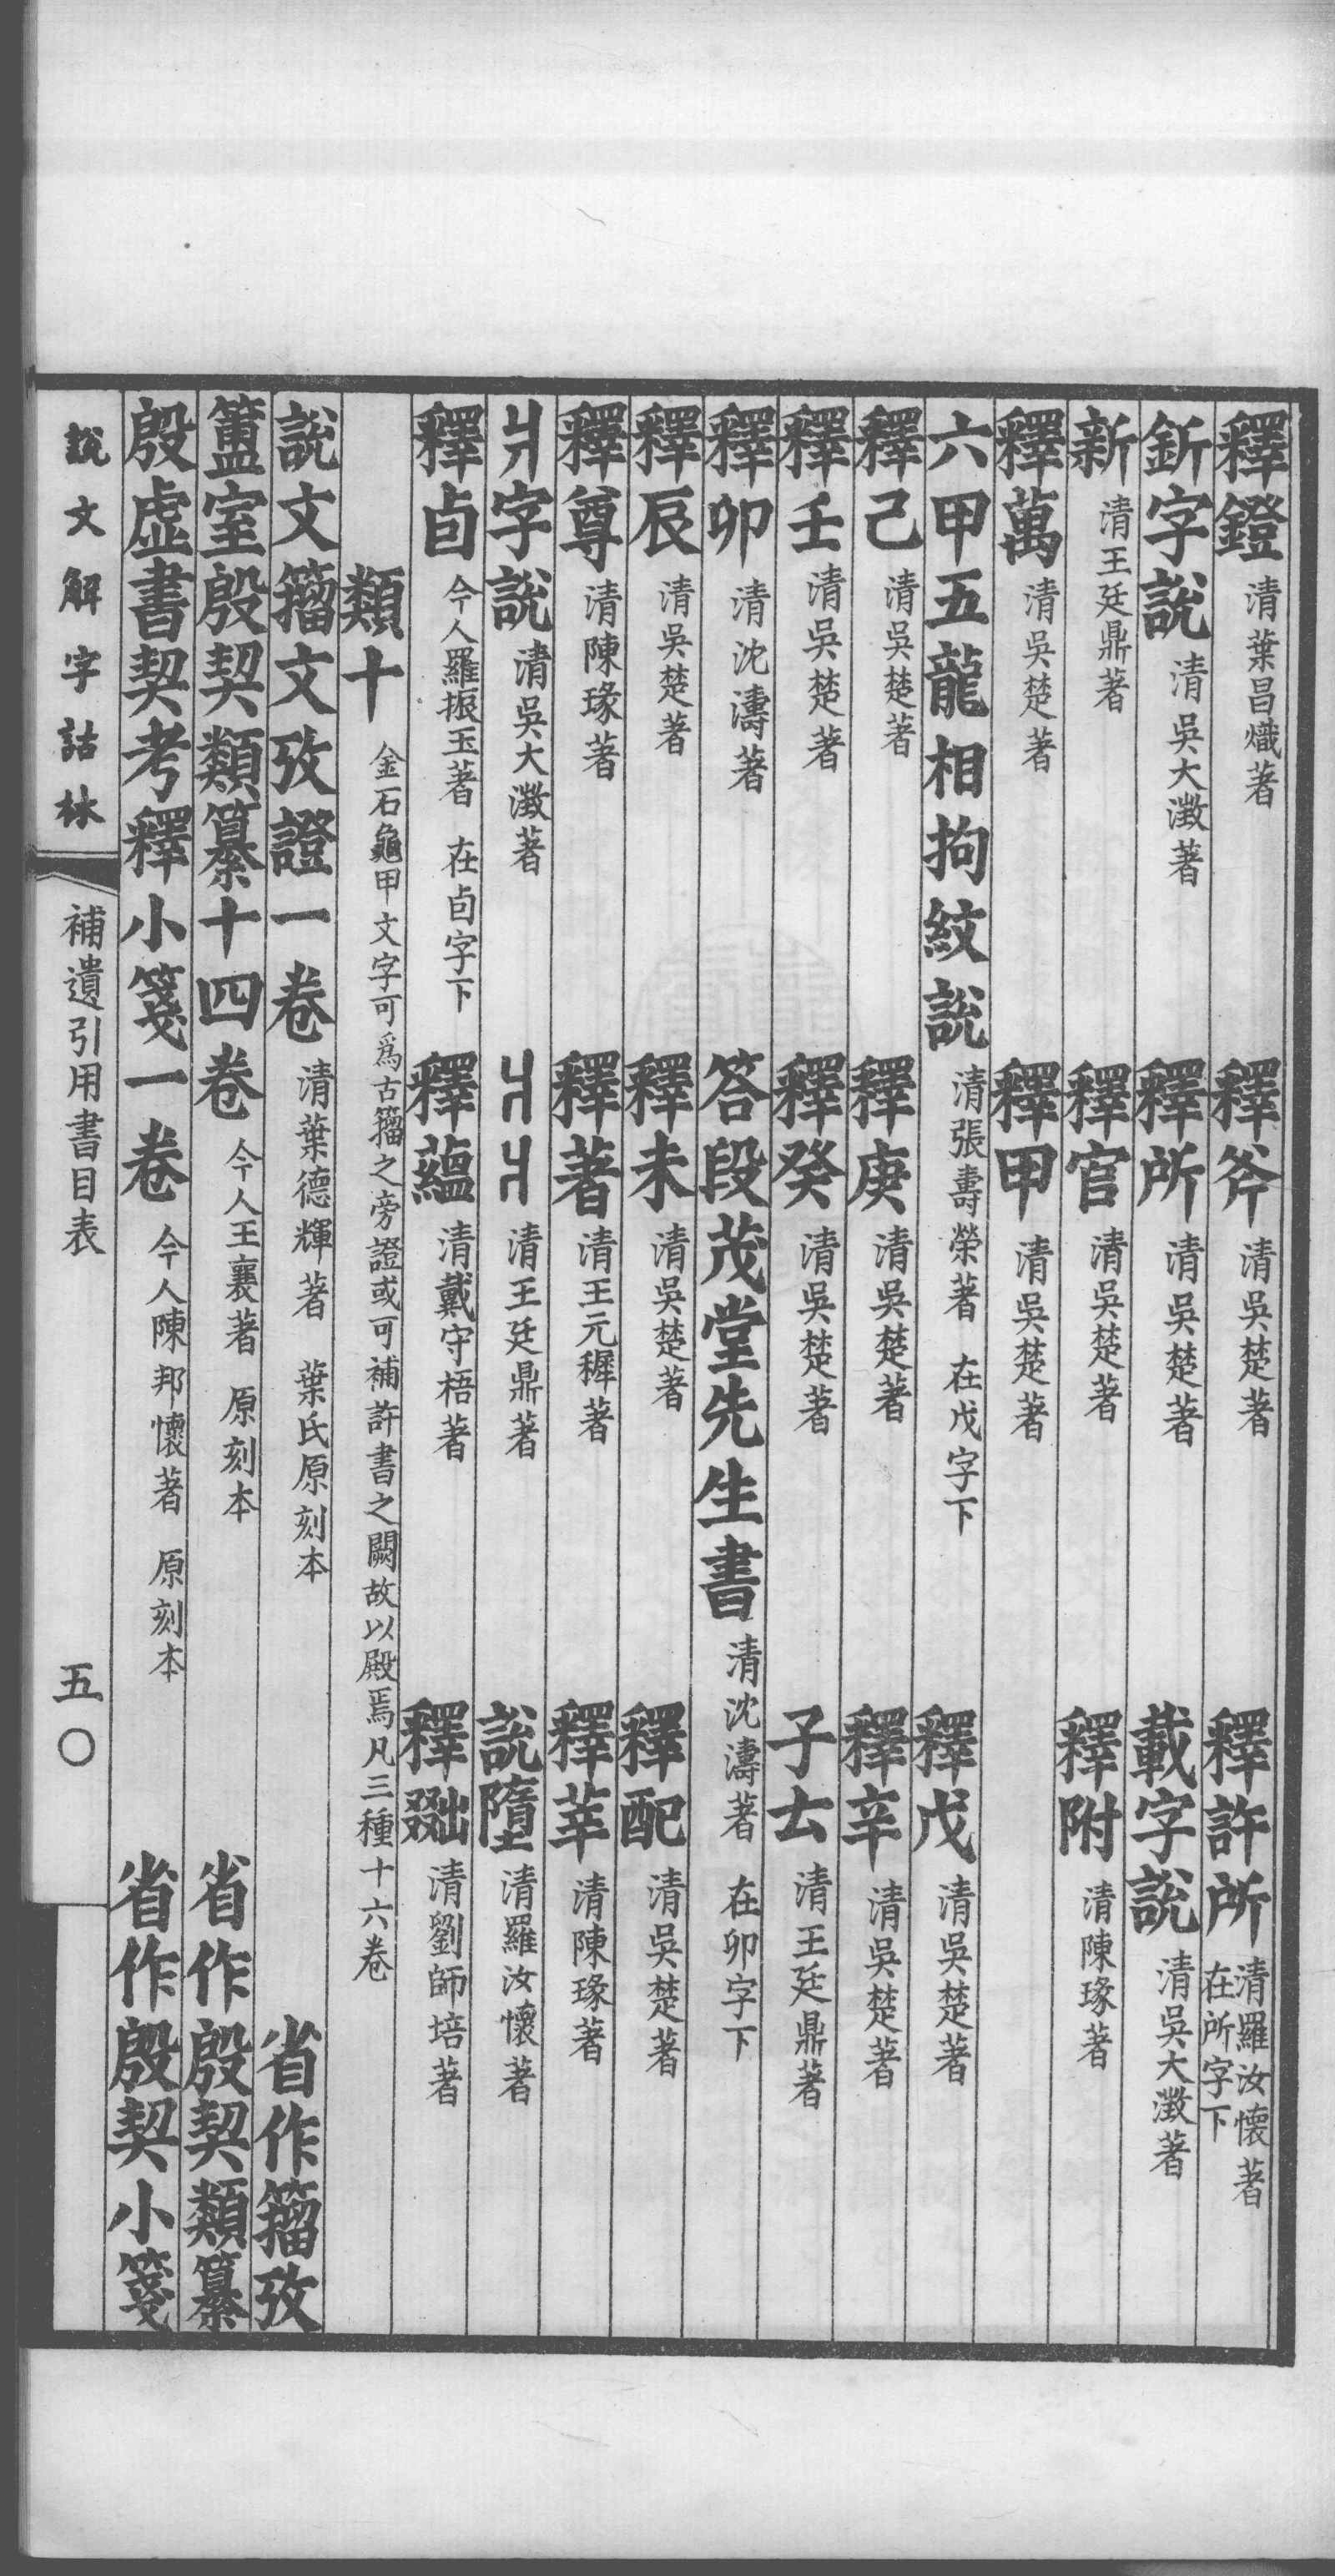 釋鐙 清葉昌熾著 釋斧 清吳楚著 釋許所 清羅汝懷著 在所字下
釿字說 清吳大澂著 釋所 清吳楚著 載字說 清吳大澂著
新 清王廷鼎著 釋官 清吳楚著 釋附 清陳瑑著
釋萬 清吳楚著 釋甲 清吳楚著
六甲五龍相拘絞說 清張壽榮著 在戊字下 釋戊 清吳楚著
釋己 清吳楚著 釋庚 清吳楚著 釋辛 清吳楚著
釋壬 清吳楚著 釋癸 清吳楚著 子𠫓 清王廷鼎著
釋卯 清沈濤著 答段茂堂先生書 清沈濤著 在卯字下
釋辰 清吳楚著 釋未 清吳楚著 釋配 清吳楚著
釋尊 清陳瑑著 釋著 清王元穉著 釋莘 清陳瑑著
字說 清吳大澂著 清王廷鼎著 說墮 清羅汝懷著
釋卣 今人羅振玉著 在卣字下 釋蘊 清戴守梧著 釋 清劉師培著
類十 金石龜甲文字可為古籀之旁證或可補許書之闕故以殿焉凡三種十六卷
說文籀文攷證一卷 清葉德輝著 葉氏原刻本 省作籀攷
簠室殷契類纂十四卷 今人王襄著 原刻本 省作殷契類纂
殷虛書契考釋小箋一卷 今人陳邦懷著 原刻本 省作殷契小箋
說文解字詁林 補遺引用書目表 五〇